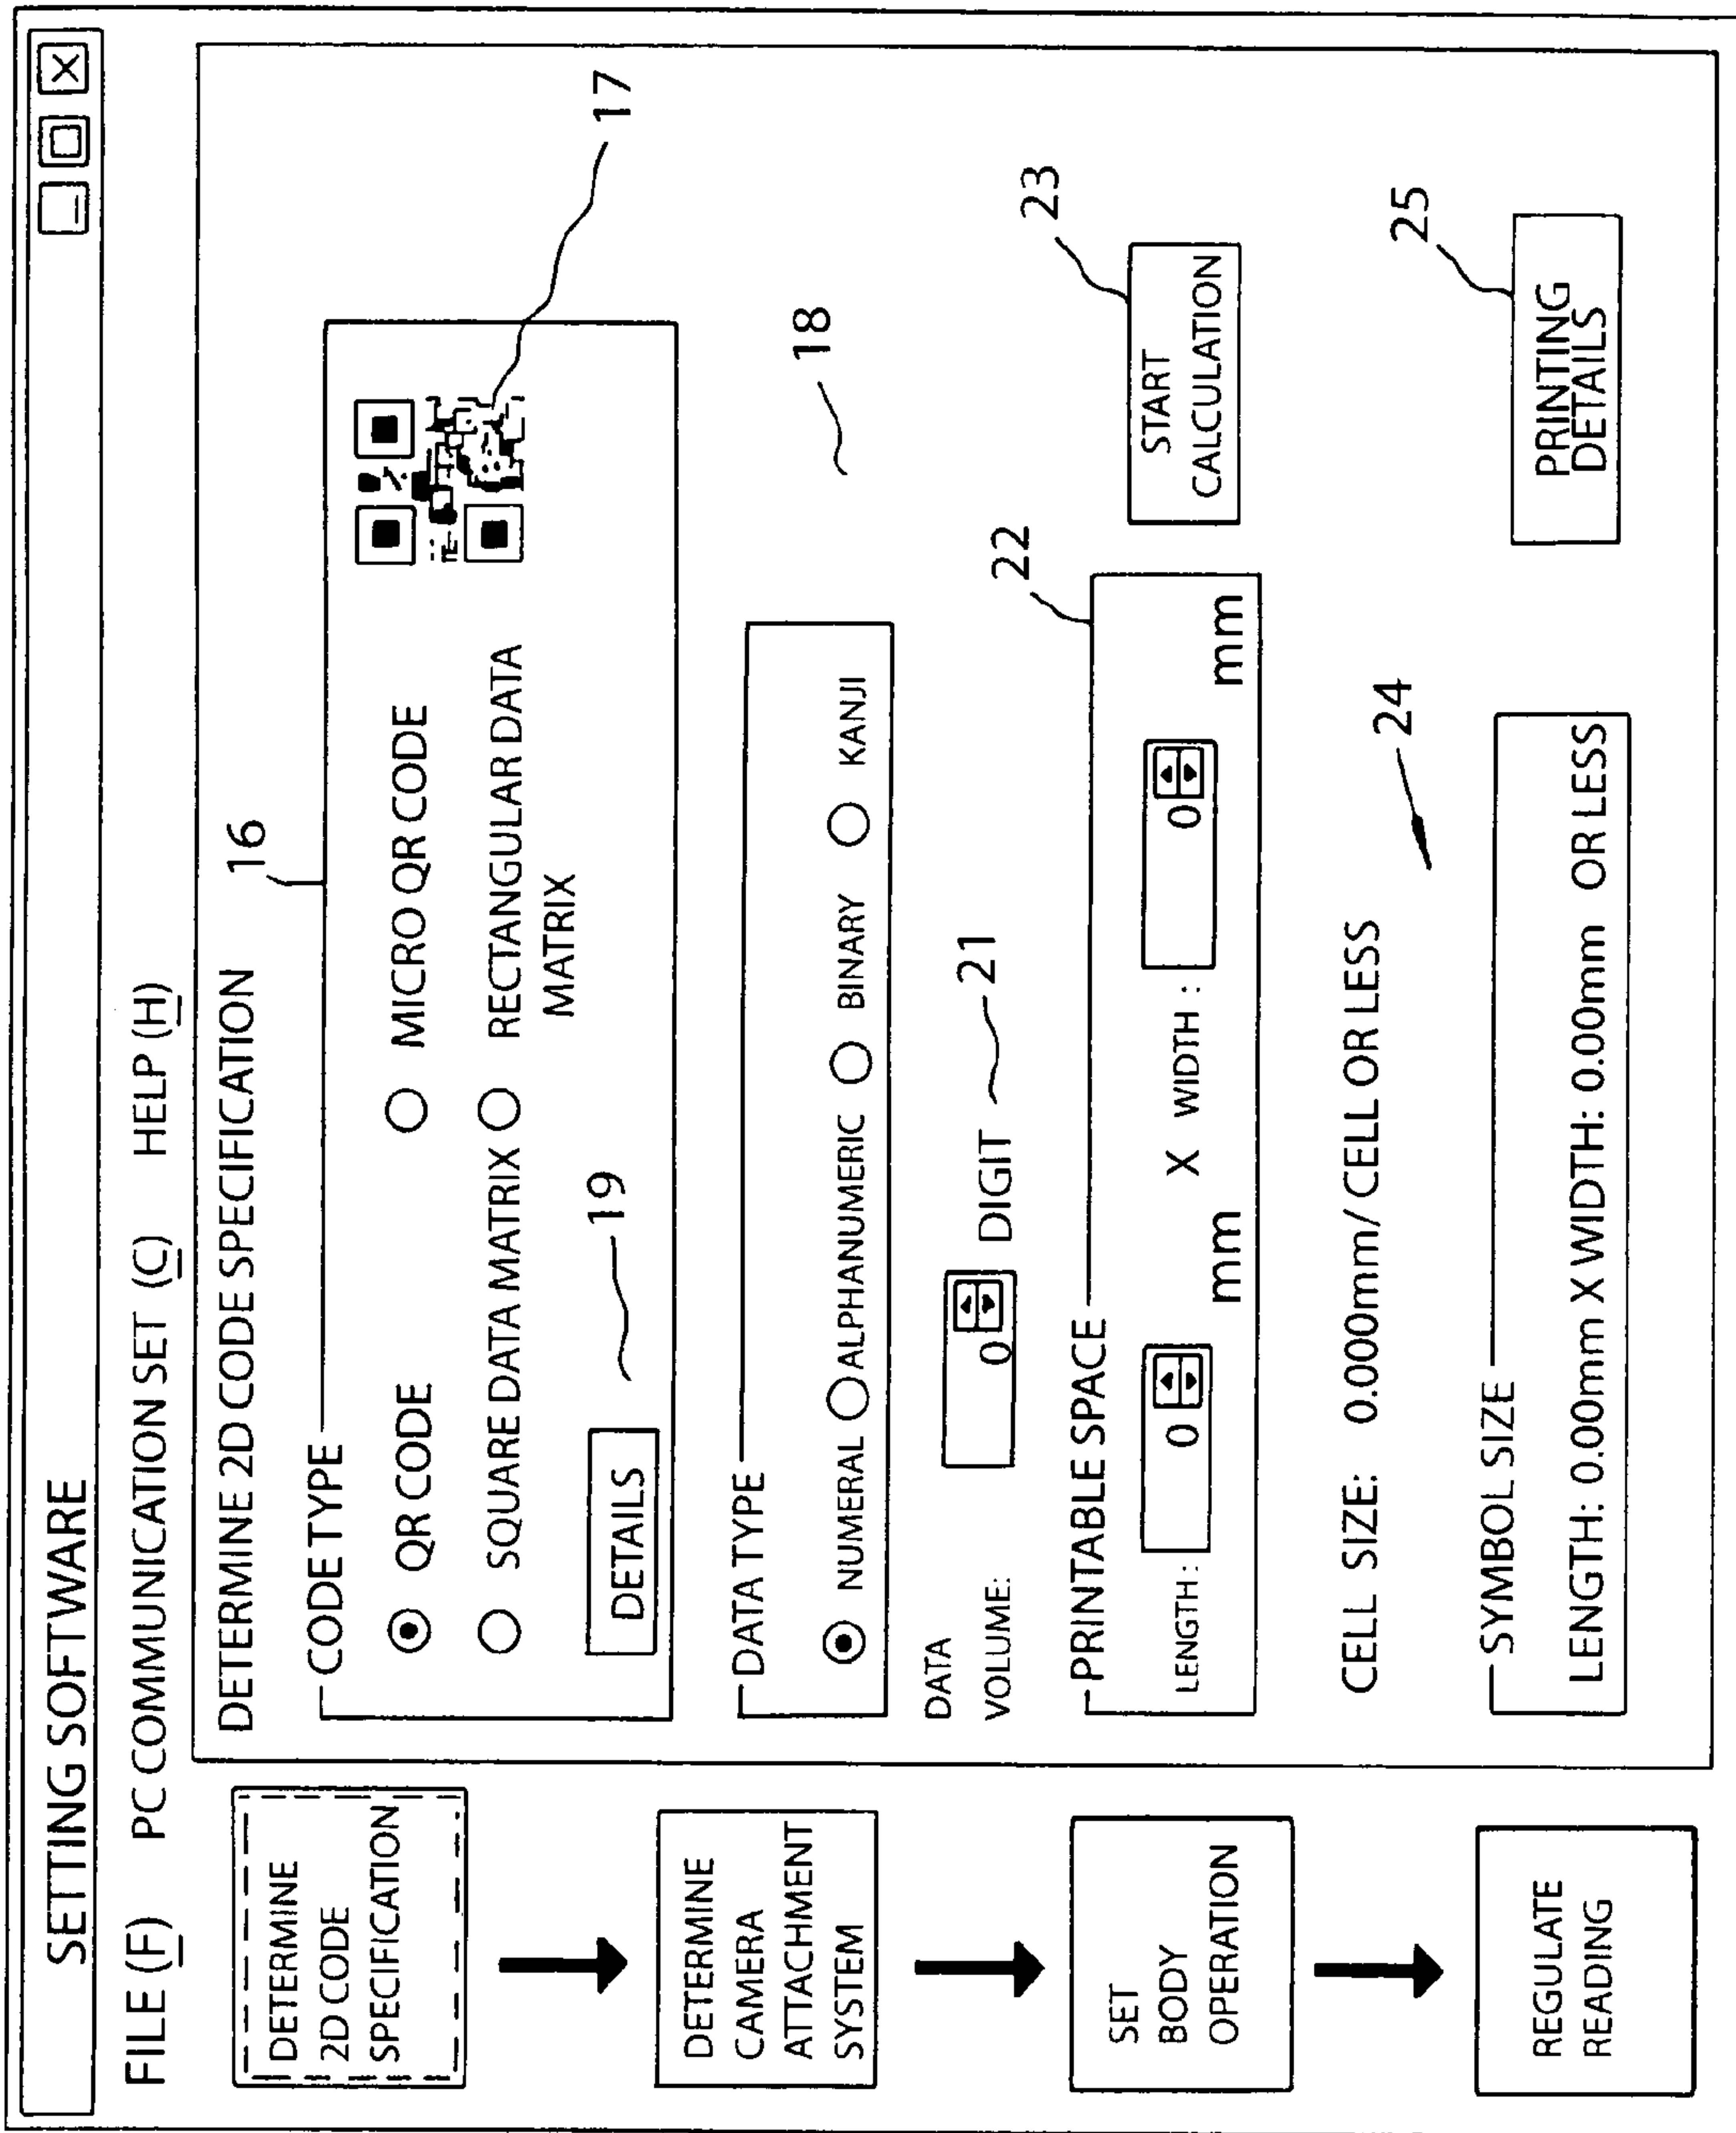 SETTING SOFTWARE
FILE (F) PC COMMUNICATION SET (C) HELP (H)
DETERMINE
2D CODE
SPECIFICATION
DETERMINE
CAMERA
ATTACHMENT
SYSTEM
SET
BODY
OPERATION
REGULATE
READING
DETERMINE 2D CODE SPECIFICATION
16
CODE TYPE
QR CODE MICRO QR CODE
SQUARE DATA MATRIX RECTANGULAR DATA
MATRIX
DETAILS
19
17
DATA TYPE
18
NUMERAL ALPHANUMERIC BINARY KANJI
DATA
VOLUME:
0 DIGIT 21
PRINTABLE SPACE
22
LENGTH: 0 mm X WIDTH: 0 mm
23
START
CALCULATION
CELL SIZE: 0.000mm/ CELL OR LESS
24
SYMBOL SIZE
LENGTH: 0.00mm X WIDTH: 0.00mm OR LESS
25
PRINTING
DETAILS